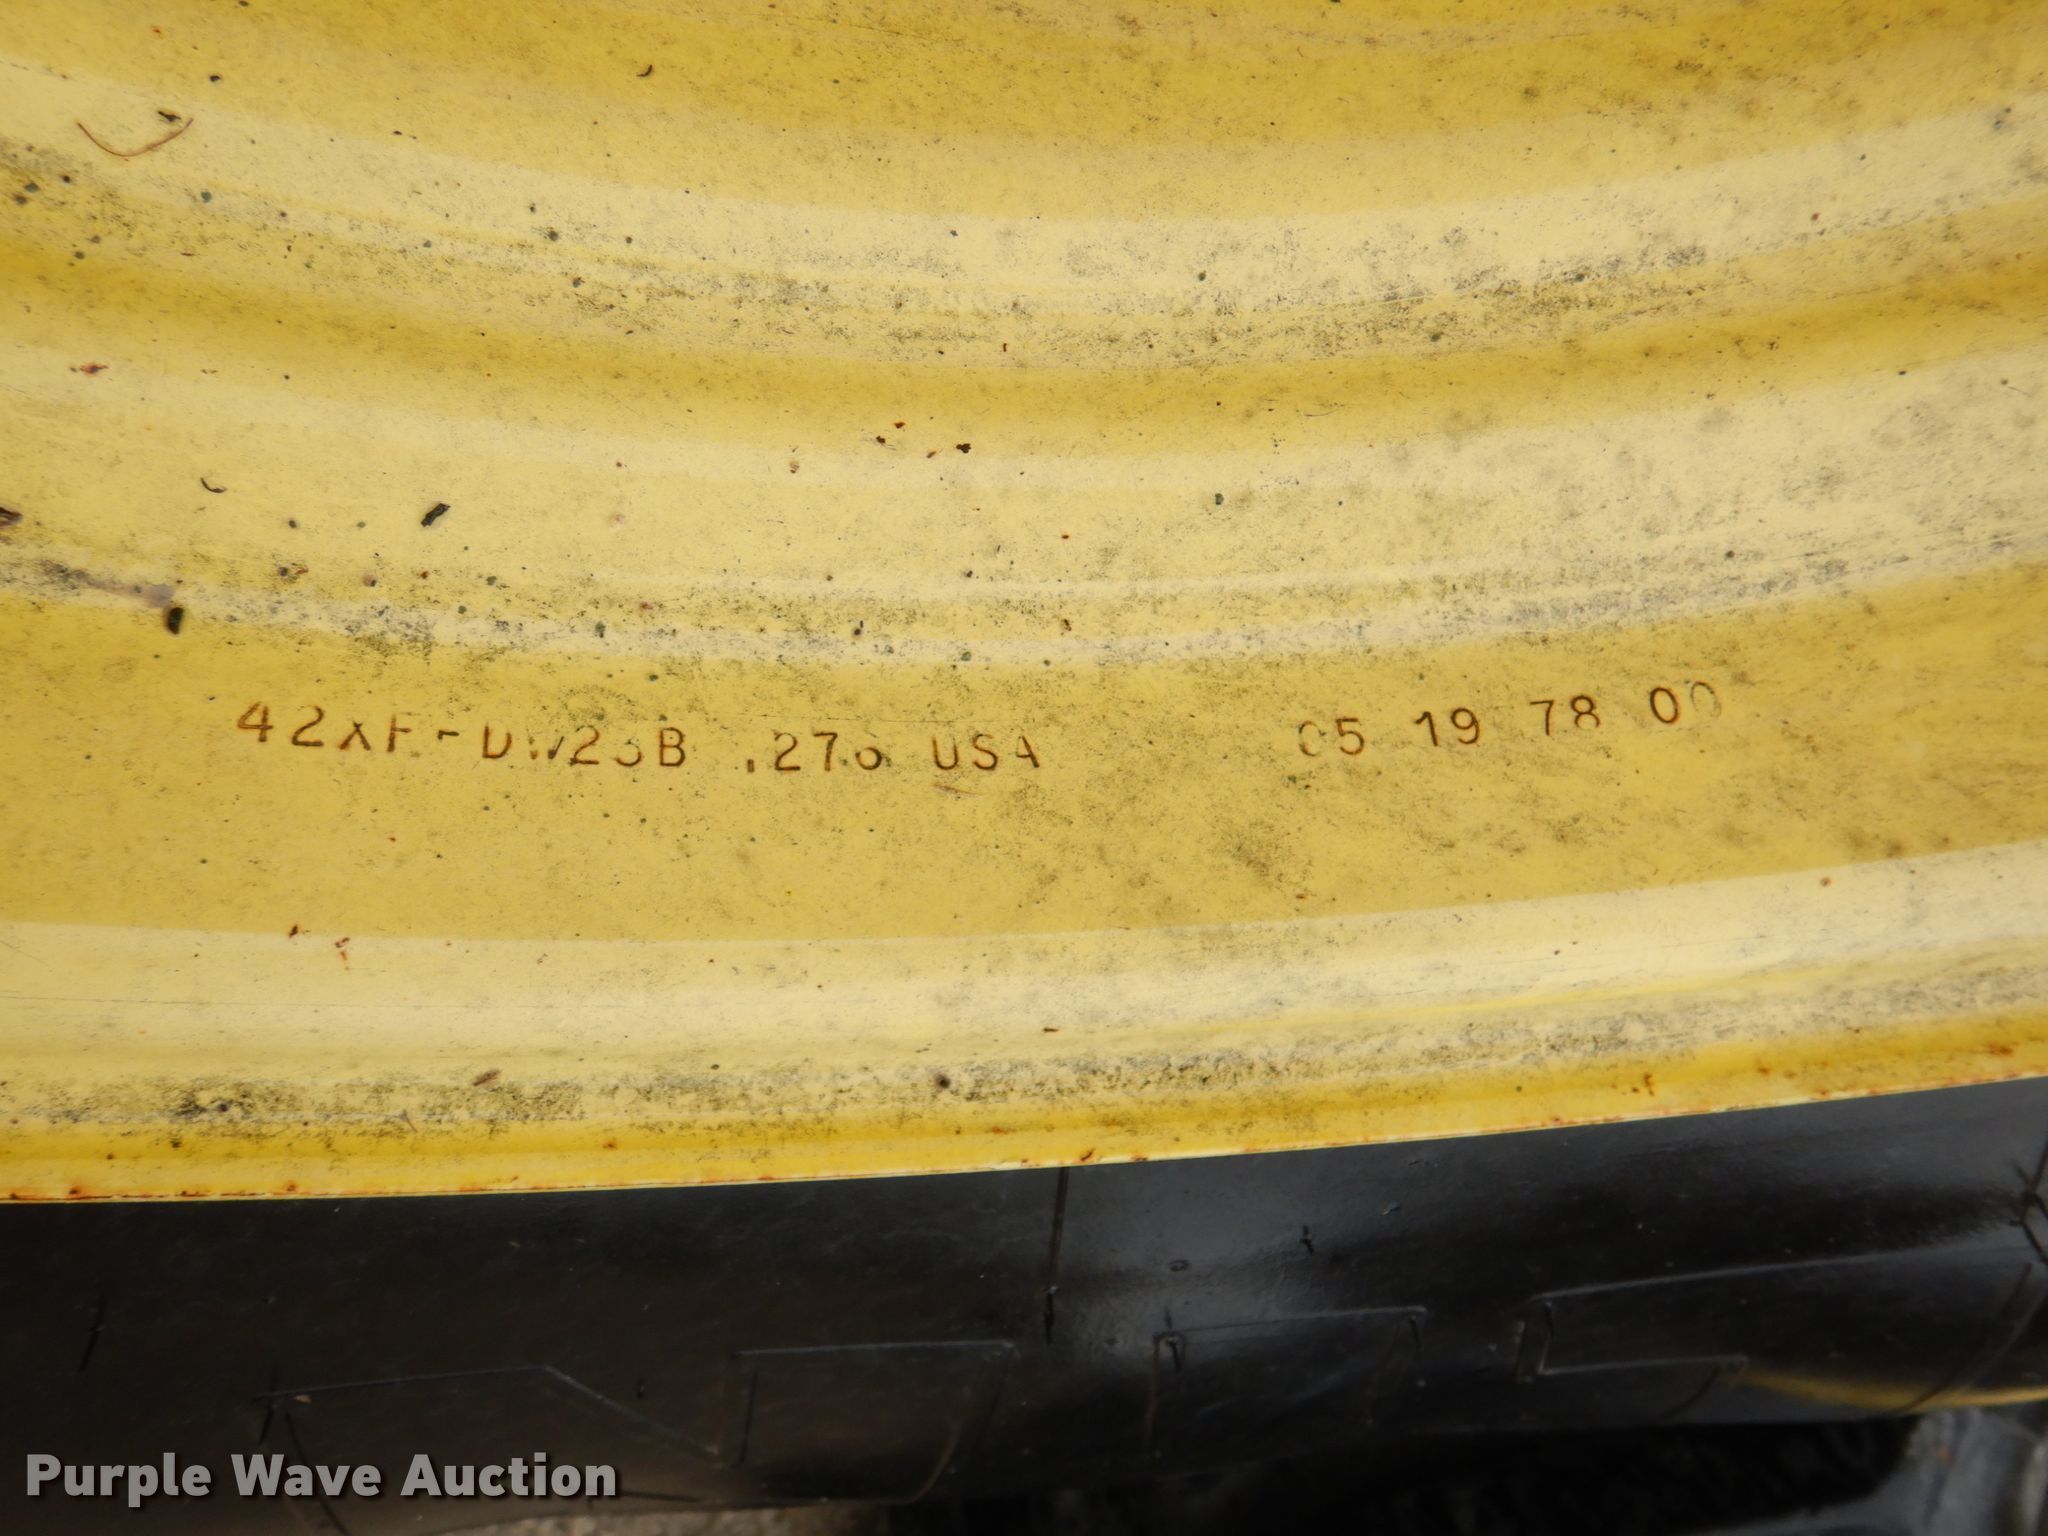 42XF-DW23B .276 USA 05 19 78 00
Purple Wave Auction